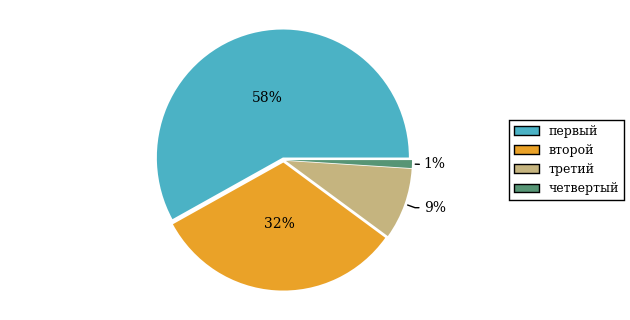 58%
1%
9%
32%
первый
второй
третий
четвертый